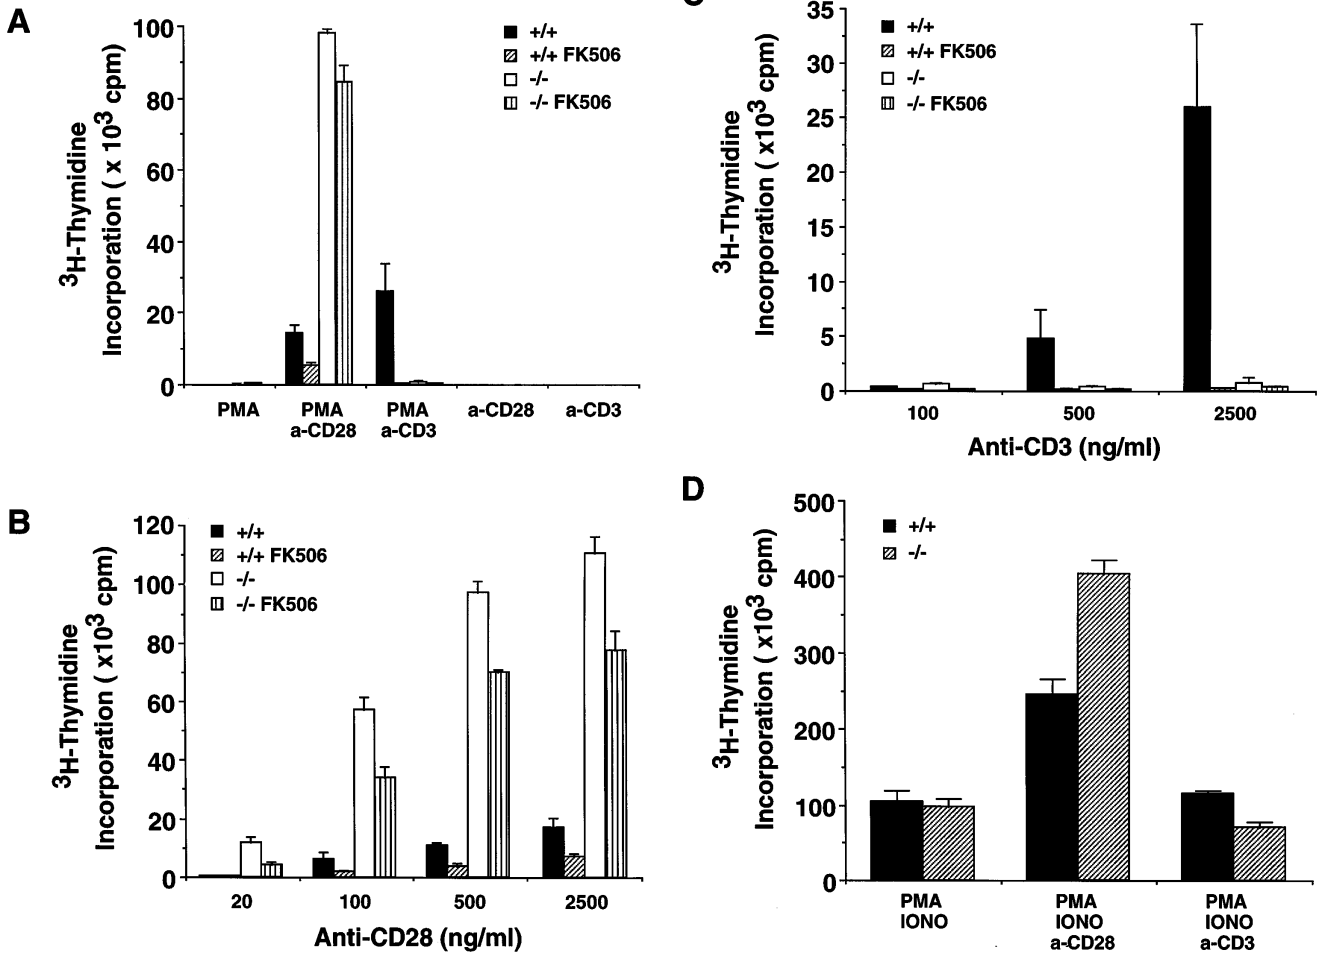 A
³H-Thymidine
Incorporation ( x 10³ cpm)
100
80
60
40
20
0
+/+
+/+ FK506
-/-
-/- FK506
PMA
PMA
a-CD28
PMA
a-CD3
a-CD28
a-CD3
B
³H-Thymidine
Incorporation ( x10³ cpm)
120
100
80
60
40
20
0
+/+
+/+ FK506
-/-
-/- FK506
20
100
500
2500
Anti-CD28 (ng/ml)
³H-Thymidine
Incorporation ( x10³ cpm)
35
30
25
20
15
10
5
0
+/+
+/+ FK506
-/-
-/- FK506
100
500
2500
Anti-CD3 (ng/ml)
D
³H-Thymidine
Incorporation ( x10³ cpm)
500
400
300
200
100
0
+/+
-/-
PMA
IONO
PMA
IONO
a-CD28
PMA
IONO
a-CD3